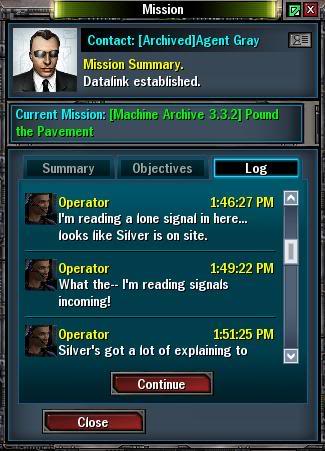 Mission
Contact: [Archived]Agent Gray
Mission Summary.
Datalink established.
Current Mission: [Machine Archive 3.3.2] Pound
the Pavement
Summary Objectives Log
Operator 1:46:27 PM
I'm reading a lone signal in here...
looks like Silver is on site.
Operator 1:49:22 PM
What the-- I'm reading signals
incoming!
Operator 1:51:25 PM
Silver's got a lot of explaining to
Continue
Close